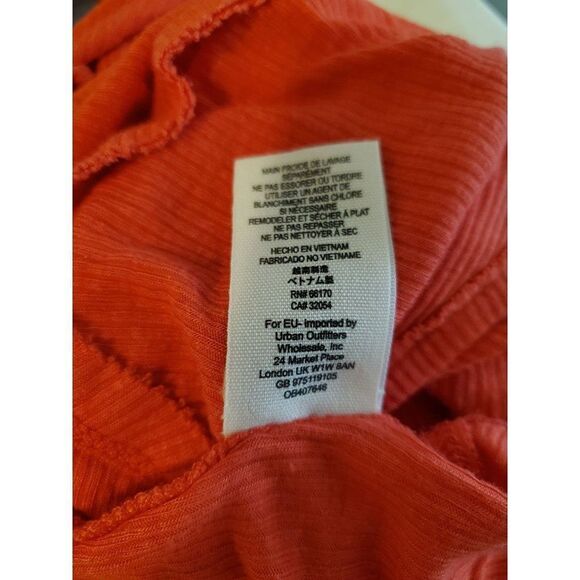 MAIN FROIDE DE LAVAGE
SÉPARÉMENT
NE PAS ESSORER OU TORDRE
UTILISER UN AGENT DE
BLANCHIMENT SANS CHLORE
SI NÉCESSAIRE
REMODELER ET SÉCHER À PLAT
NE PAS REPASSER
NE PAS NETTOYER À SEC
HECHO EN VIETNAM
FABRICADO NO VIETNAME
越南製造
ベトナム製
RN# 66170
CA# 32054
For EU- imported by
Urban Outfitters
Wholesale, Inc
24 Market Place
London UK W1W 8AN
GB 975119105
OB407646